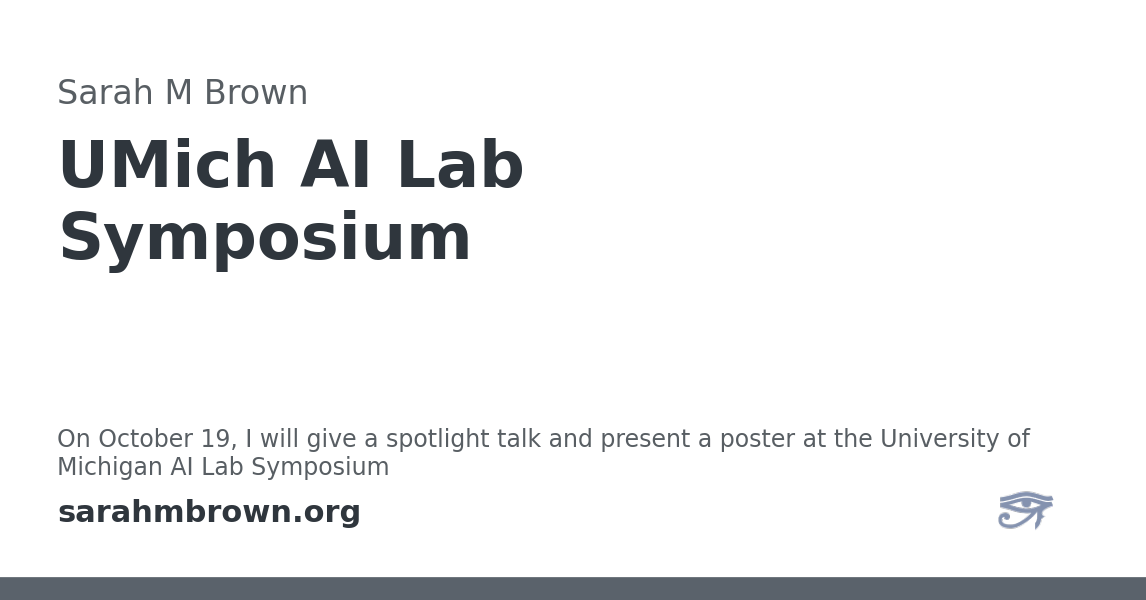 Sarah M Brown
UMich AI Lab
Symposium
On October 19, I will give a spotlight talk and present a poster at the University of
Michigan AI Lab Symposium
sarahmbrown.org